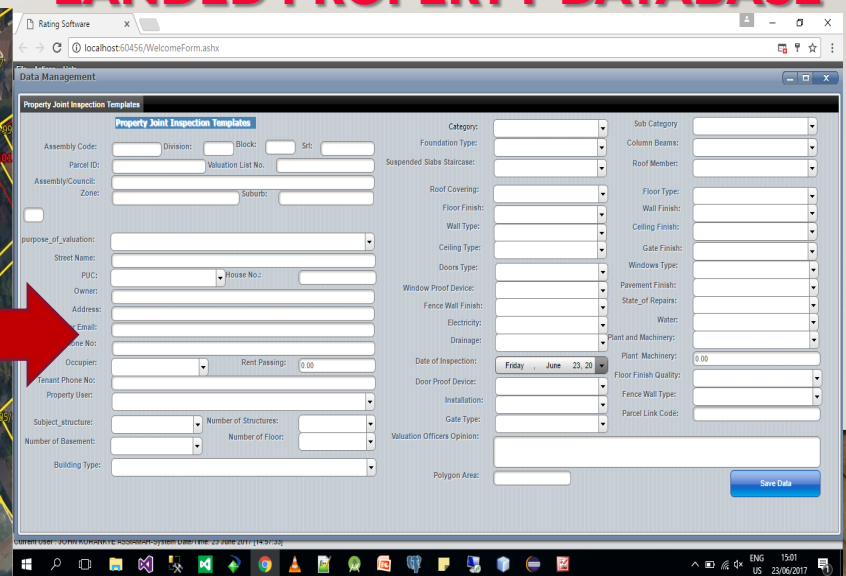 LANDED PROPERTY DATABASE
Rating Software
localhost:60456/WelcomeForm.ashx
Data Management
Property Joint Inspection Templates
Property Joint Inspection Templates
Assembly Code: Division: Block: Srl:
Parcel ID: Valuation List No.
Assembly/Council:
Zone: Suburb:
purpose_of_valuation:
Street Name:
PUC: House No.:
Owner:
Address:
Email:
Phone No:
Occupier: Rent Passing: 0.00
Tenant Phone No:
Property User:
Subject_structure: Number of Structures:
Number of Basement: Number of Floor:
Building Type:
Category: Sub Category
Foundation Type: Column Beams:
Suspended Slabs Staircase: Roof Member:
Roof Covering: Floor Type:
Floor Finish: Wall Finish:
Wall Type: Ceiling Finish:
Ceiling Type: Gate Finish:
Doors Type: Windows Type:
Window Proof Device: Pavement Finish:
Fence Wall Finish: State_of Repairs:
Electricity: Water:
Drainage: Plant and Machinery:
Date of Inspection: Friday , June 23, 20 Plant Machinery: 0.00
Door Proof Device: Floor Finish Quality:
Installation: Fence Wall Type:
Gate Type: Parcel Link Code:
Valuation Officers Opinion:
Polygon Area:
Save Data
Current User : JOHN KURANKYE ASSIAMAH-System Date/Time: 23 June 2017 [14:57:33]
ENG 15:01
US 23/06/2017